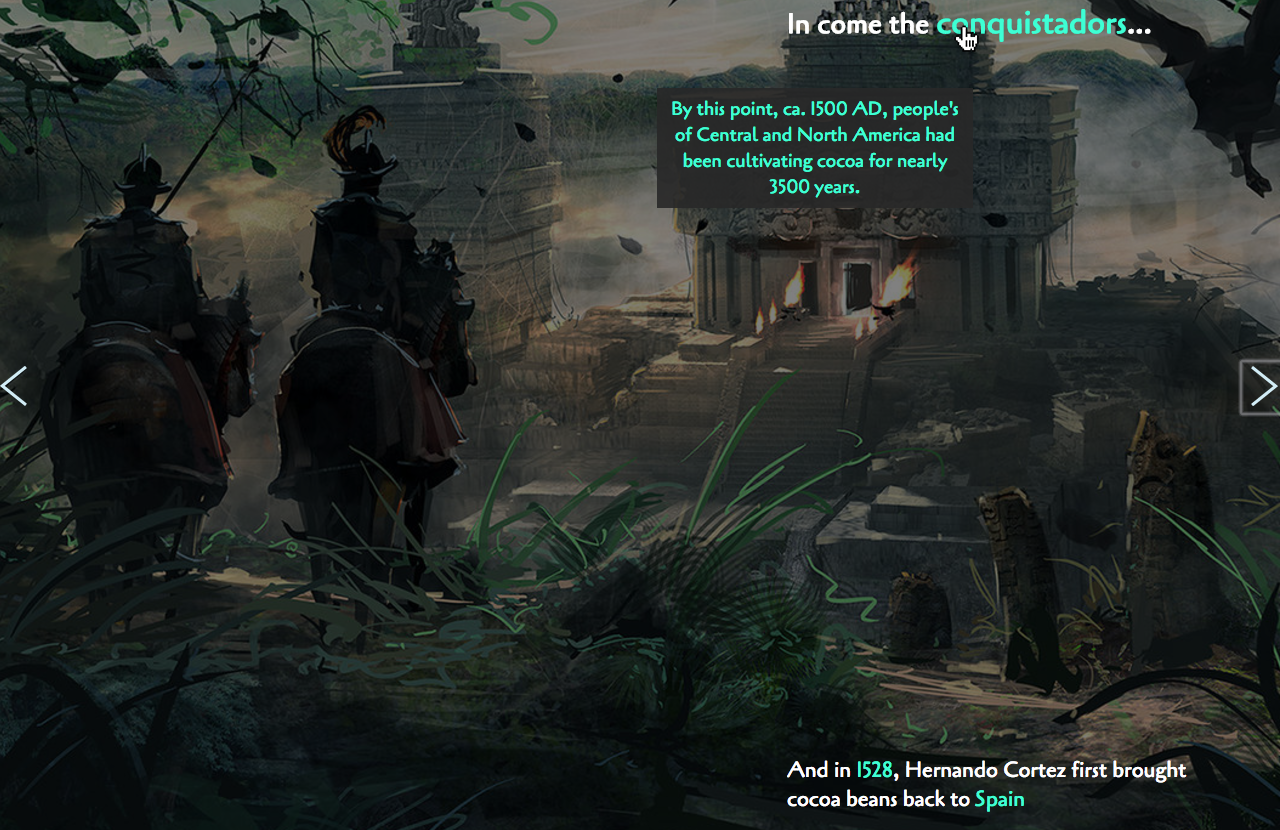 In come the conquistadors...
By this point, ca. 1500 AD, people's
of Central and North America had
been cultivating cocoa for nearly
3500 years.
And in 1528, Hernando Cortez first brought
cocoa beans back to Spain